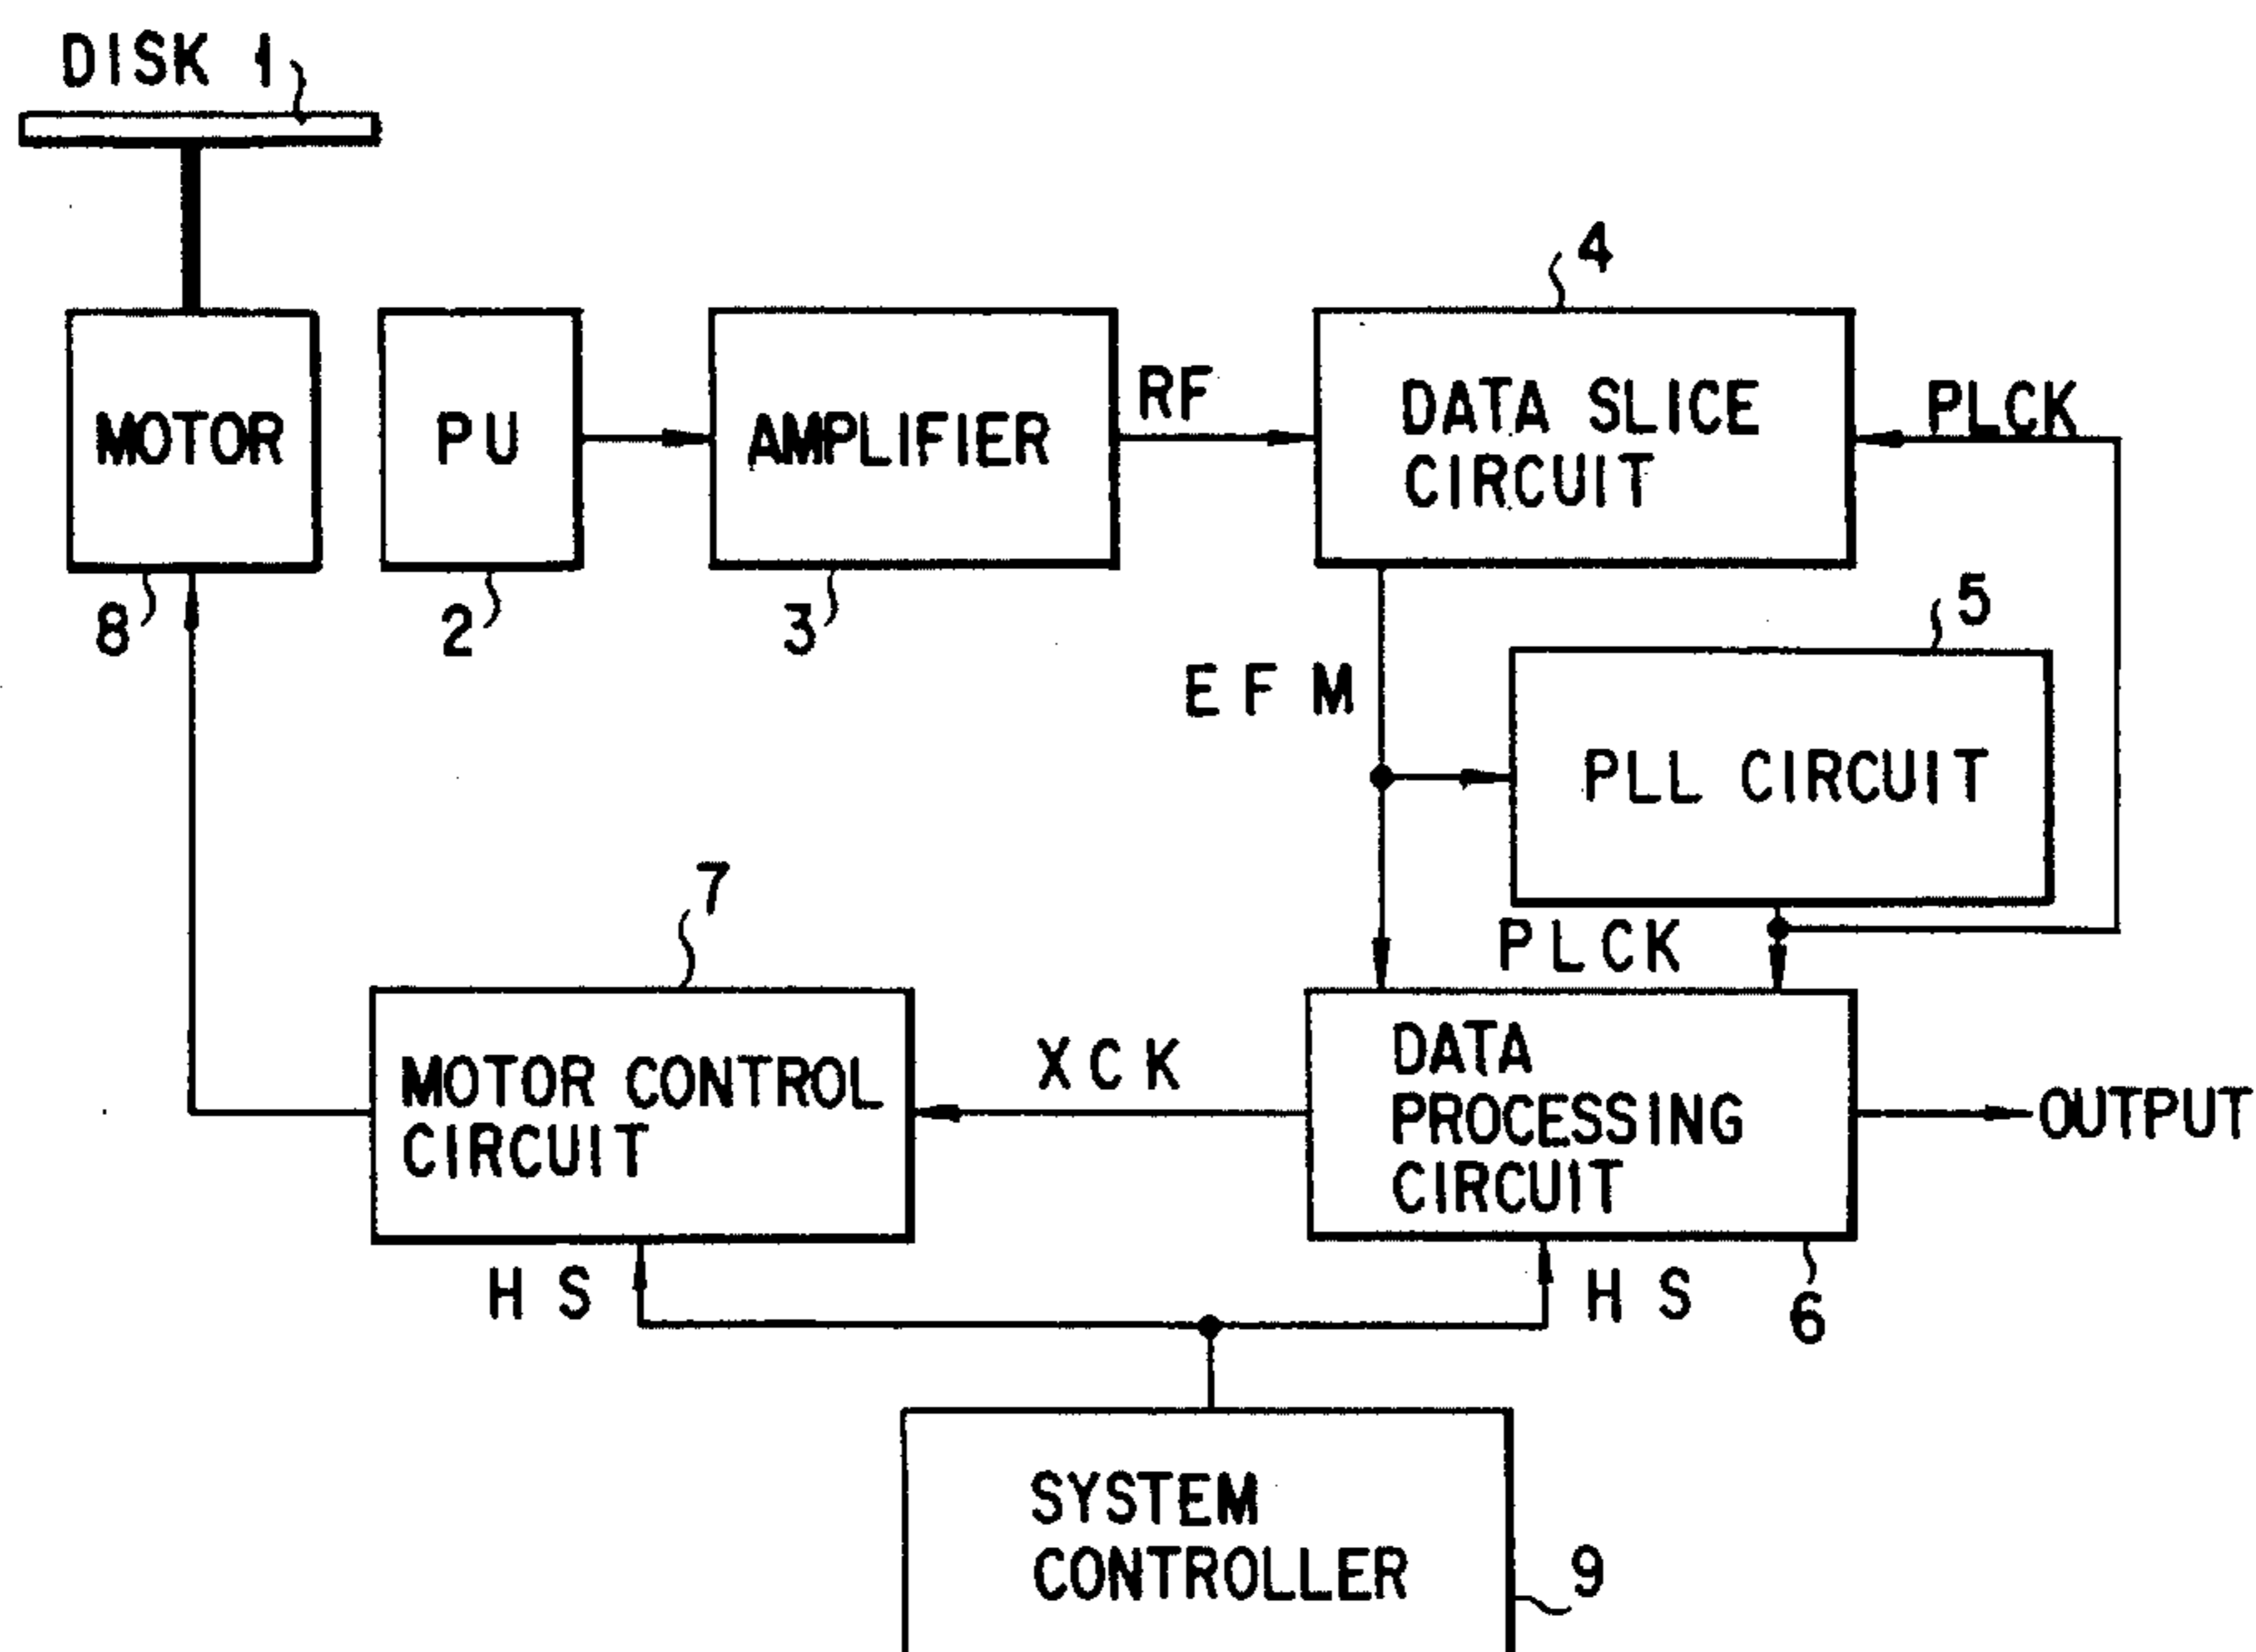 DISK 1
4
MOTOR
PU
AMPLIFIER
RF
DATA SLICE
CIRCUIT
PLCK
8
2
3
5
EFM
PLL CIRCUIT
7
PLCK
MOTOR CONTROL
CIRCUIT
XCK
DATA
PROCESSING
CIRCUIT
OUTPUT
HS
HS
6
SYSTEM
CONTROLLER
9